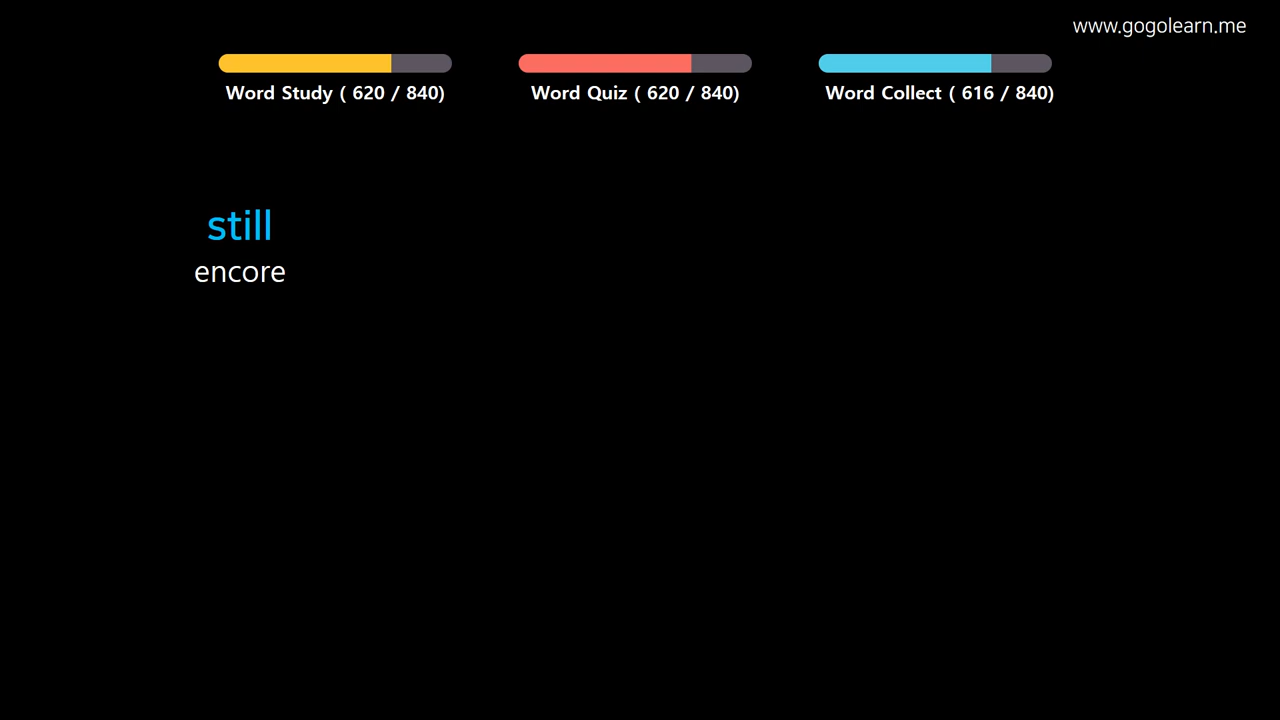 www.gogolearn.me
Word Study ( 620 / 840)
Word Quiz ( 620 / 840)
Word Collect ( 616 / 840)
still
encore